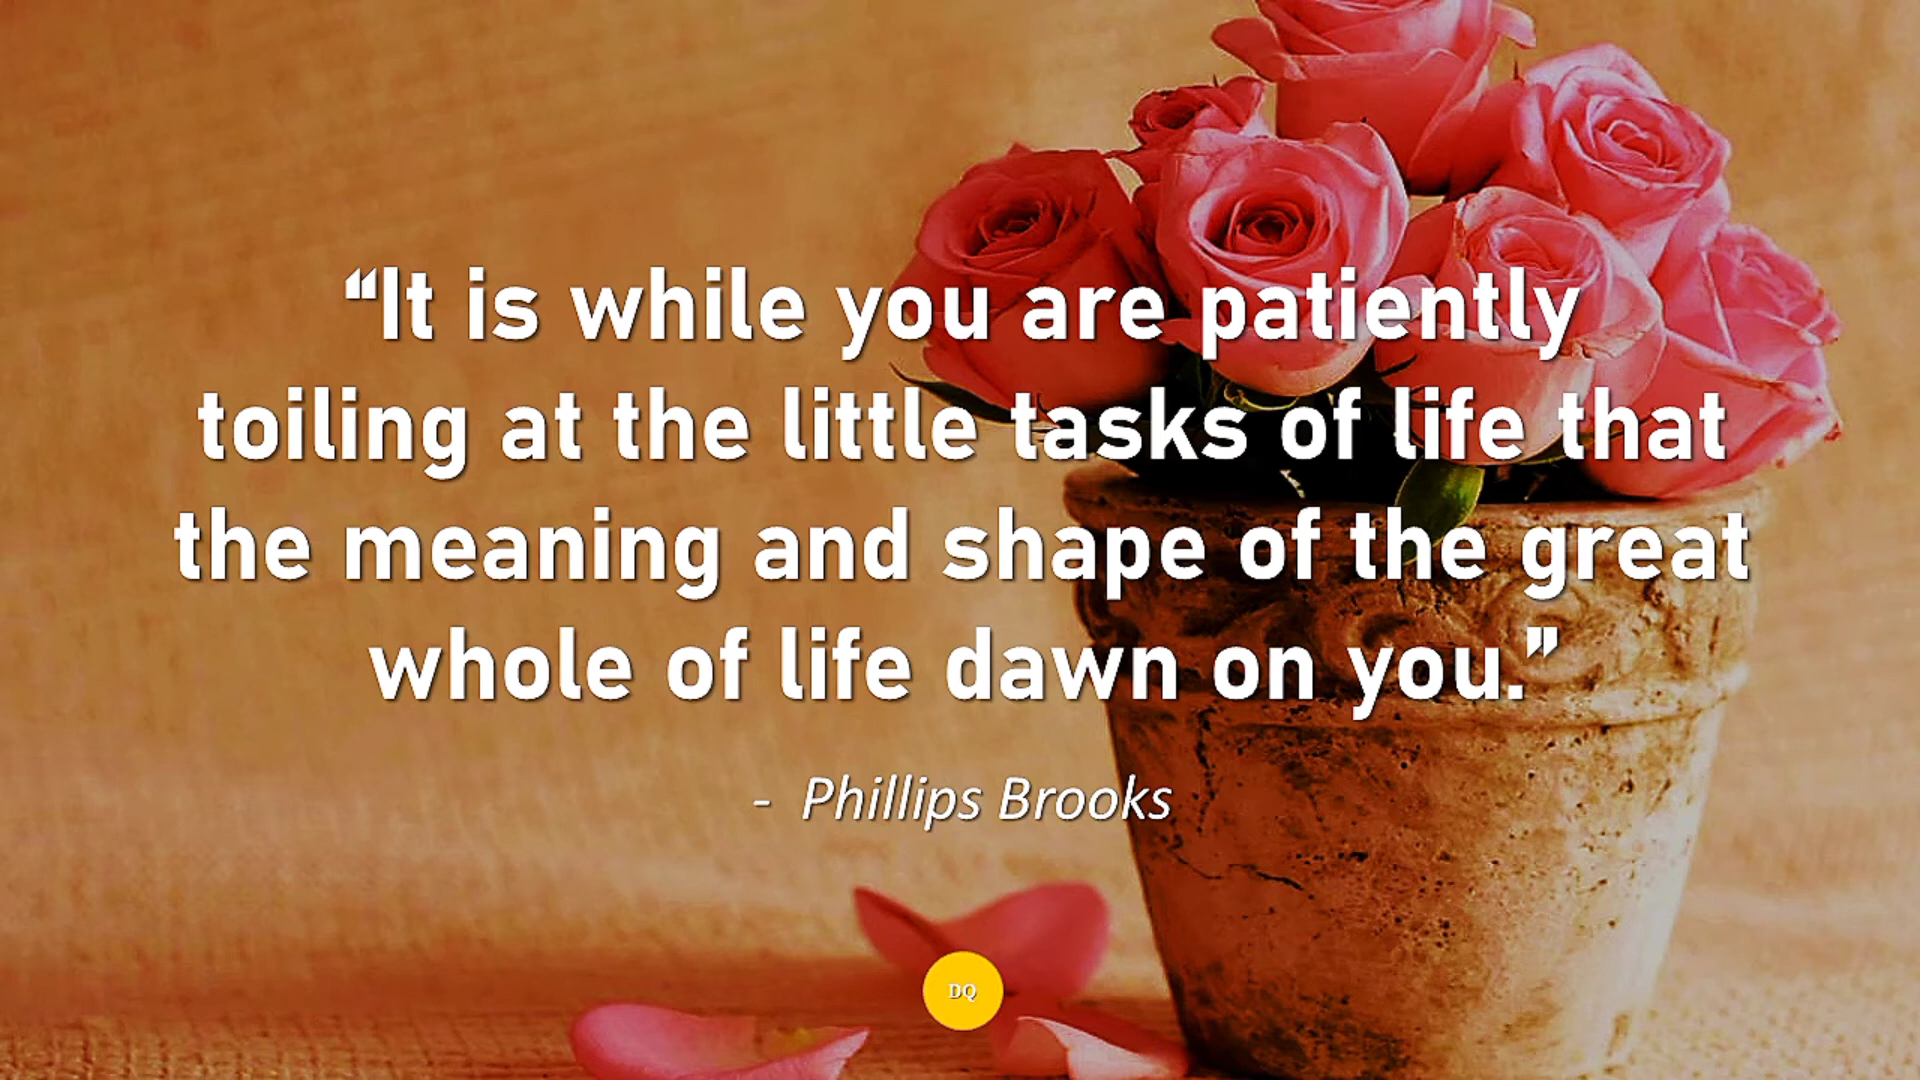 “It is while you are patiently
toiling at the little tasks of life that
the meaning and shape of the great
whole of life dawn on you.”
- Phillips Brooks
DQ